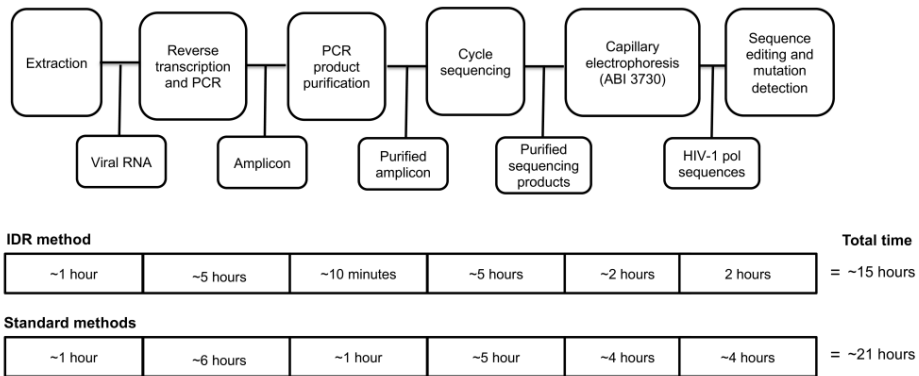 Extraction
Reverse
transcription
and PCR
PCR
product
purification
Cycle
sequencing
Capillary
electrophoresis
(ABI 3730)
Sequence
editing and
mutation
detection
Viral RNA
Amplicon
Purified
amplicon
Purified
sequencing
products
HIV-1 pol
sequences
IDR method
Total time
~1 hour ~5 hours ~10 minutes ~5 hours ~2 hours 2 hours = ~15 hours
Standard methods
~1 hour ~6 hours ~1 hour ~5 hour ~4 hours ~4 hours = ~21 hours